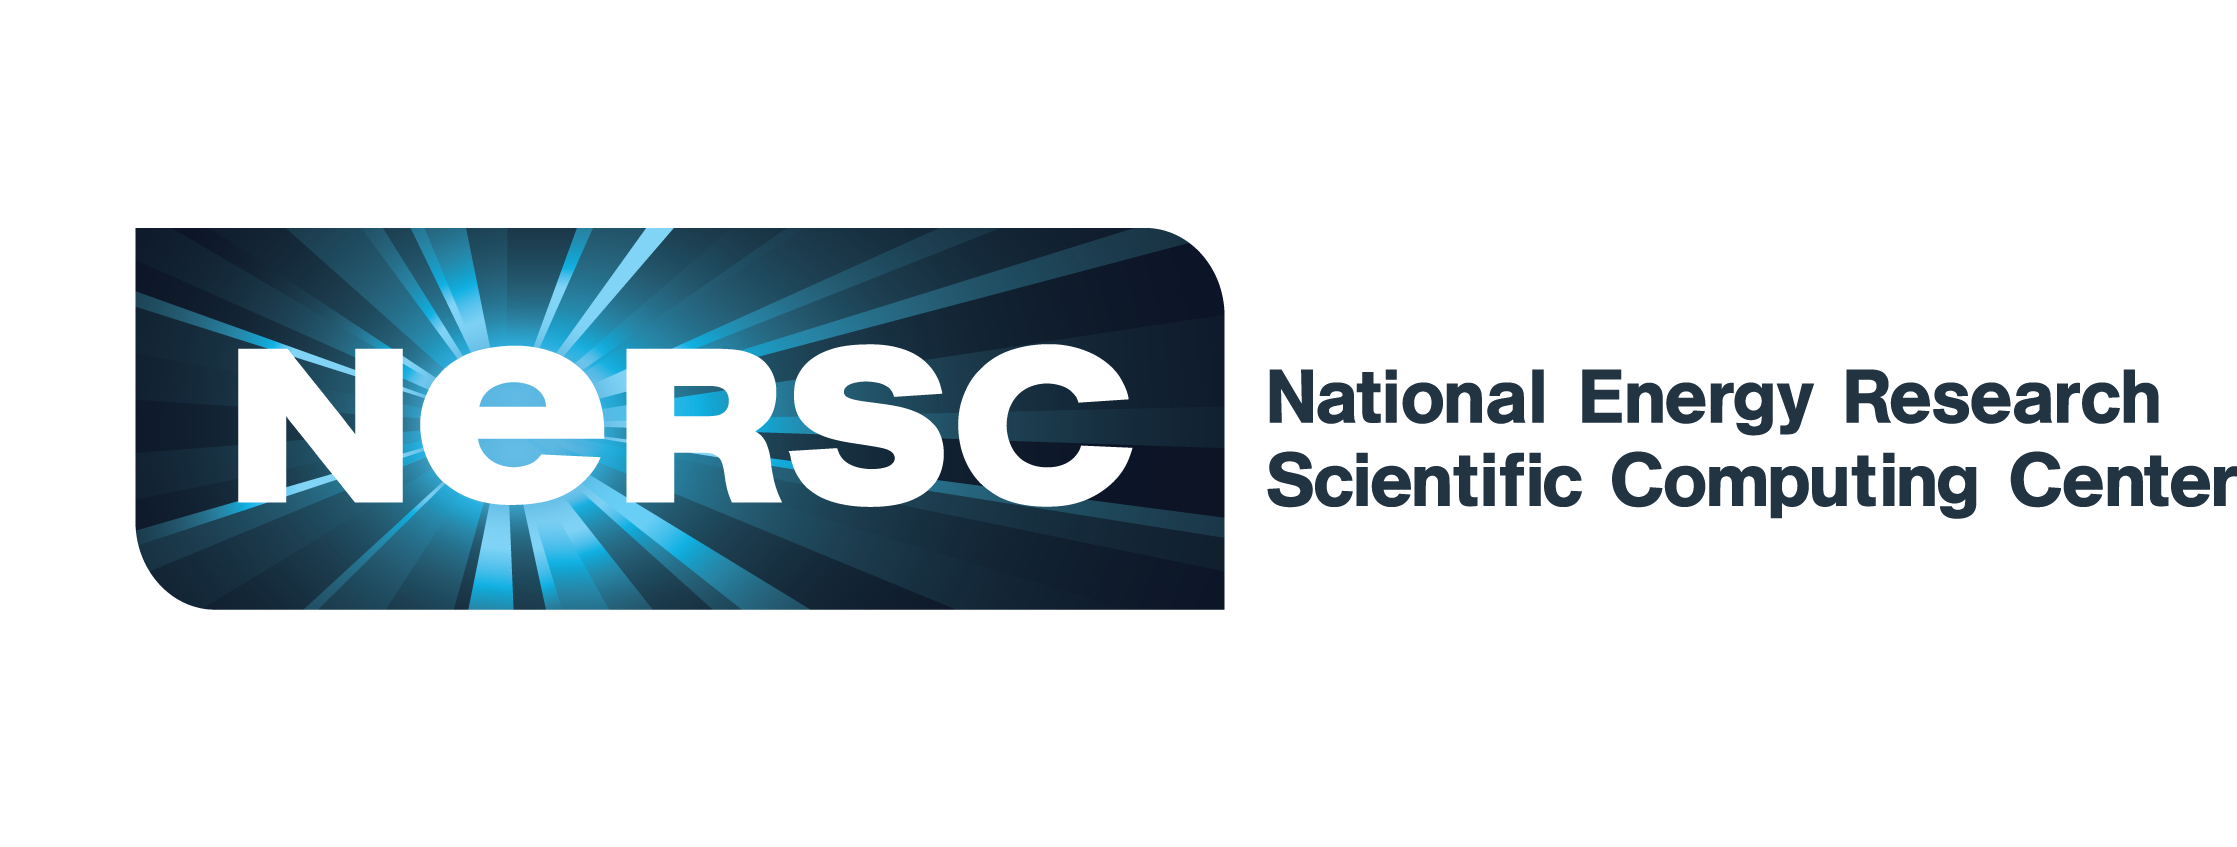 NeRSC
National Energy Research
Scientific Computing Center